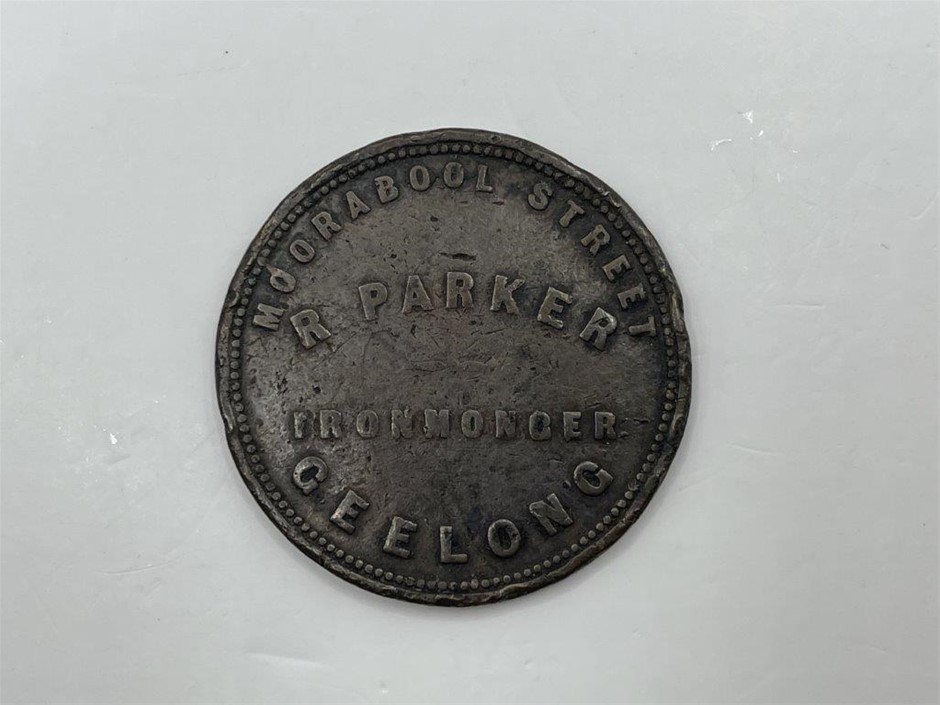 MOORABOOL STREET
R PARKER
IRONMONGER.
GEELONG